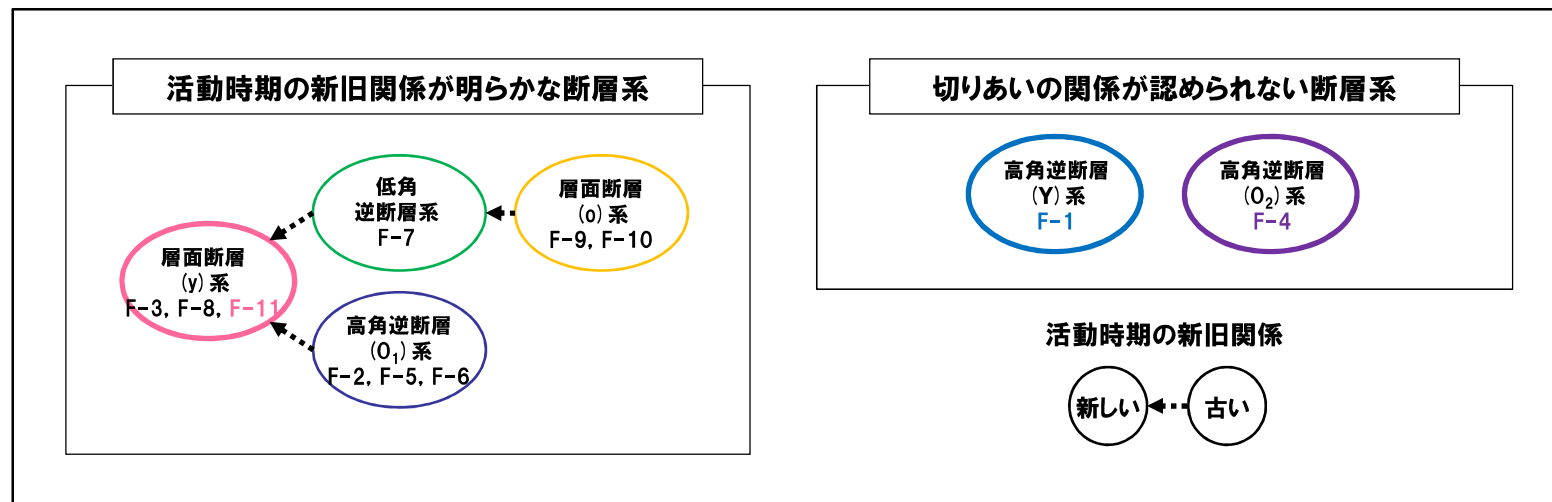 活動時期の新旧関係が明らかな断層系
低角
逆断層系
F-7
層面断層
(o)系
F-9, F-10
層面断層
(y)系
F-3, F-8, F-11
高角逆断層
(O₁)系
F-2, F-5, F-6
切りあいの関係が認められない断層系
高角逆断層
(Y)系
F-1
高角逆断層
(O₂)系
F-4
活動時期の新旧関係
新しい
古い